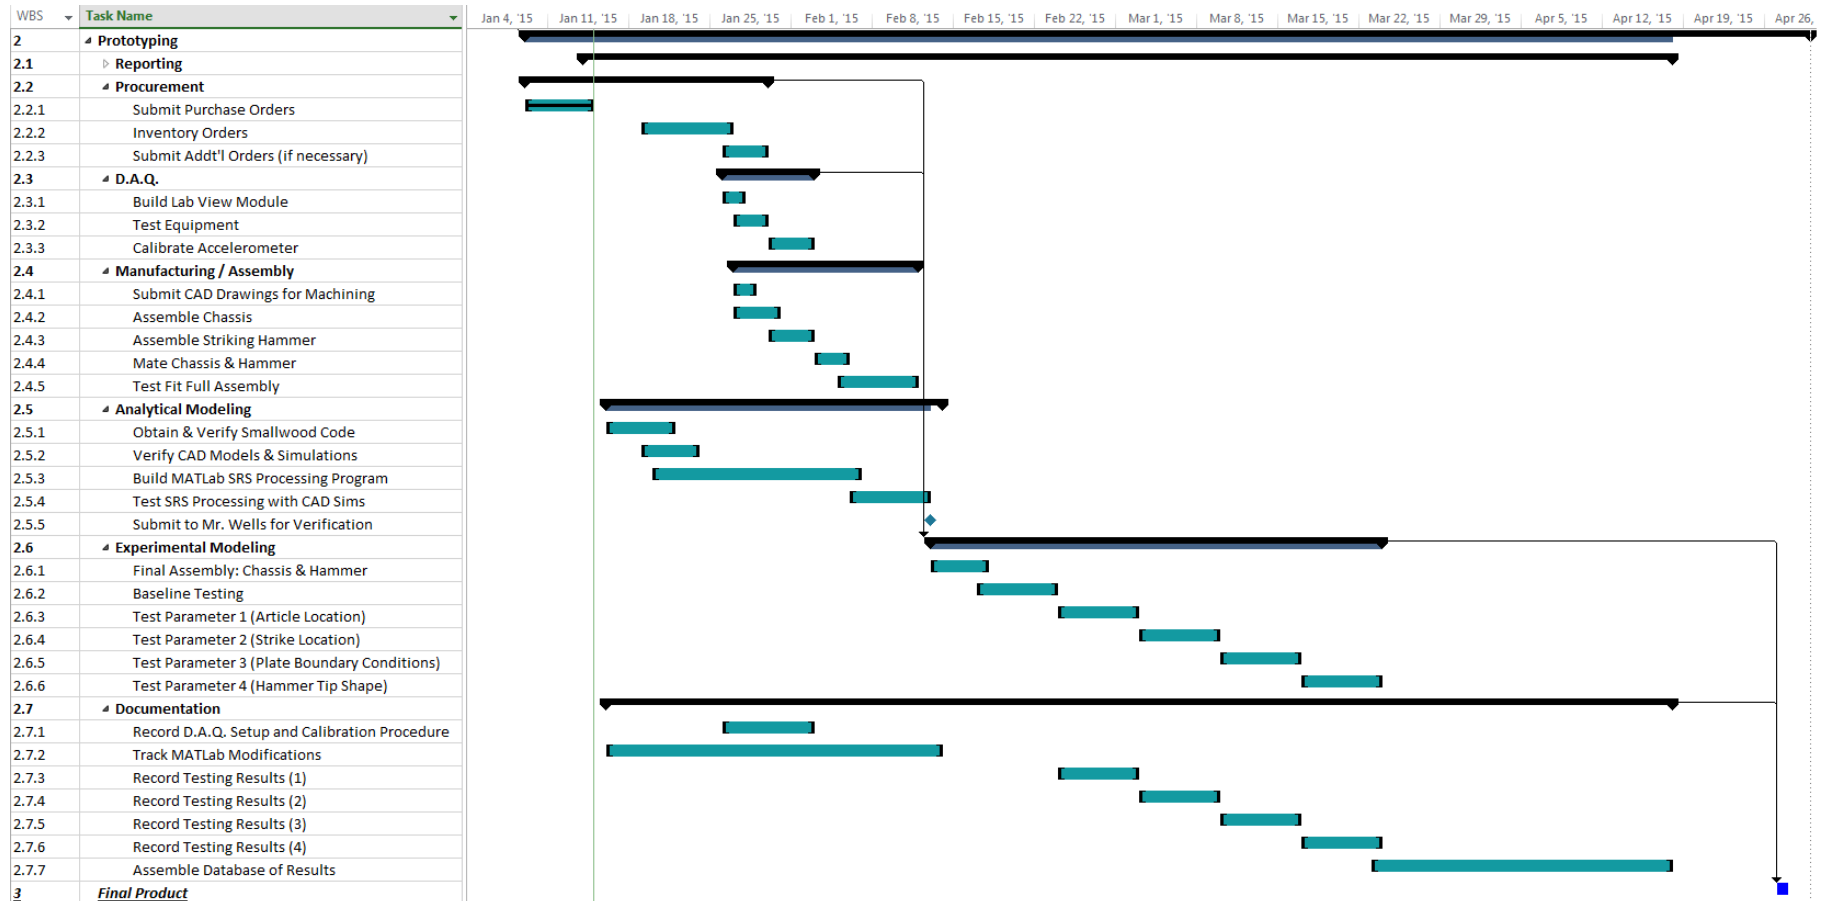 WBS Task Name Jan 4, '15 Jan 11, '15 Jan 18, '15 Jan 25, '15 Feb 1, '15 Feb 8, '15 Feb 15, '15 Feb 22, '15 Mar 1, '15 Mar 8, '15 Mar 15, '15 Mar 22, '15 Mar 29, '15 Apr 5, '15 Apr 12, '15 Apr 19, '15 Apr 26,
2 Prototyping
2.1 Reporting
2.2 Procurement
2.2.1 Submit Purchase Orders
2.2.2 Inventory Orders
2.2.3 Submit Addt'l Orders (if necessary)
2.3 D.A.Q.
2.3.1 Build Lab View Module
2.3.2 Test Equipment
2.3.3 Calibrate Accelerometer
2.4 Manufacturing / Assembly
2.4.1 Submit CAD Drawings for Machining
2.4.2 Assemble Chassis
2.4.3 Assemble Striking Hammer
2.4.4 Mate Chassis & Hammer
2.4.5 Test Fit Full Assembly
2.5 Analytical Modeling
2.5.1 Obtain & Verify Smallwood Code
2.5.2 Verify CAD Models & Simulations
2.5.3 Build MATLab SRS Processing Program
2.5.4 Test SRS Processing with CAD Sims
2.5.5 Submit to Mr. Wells for Verification
2.6 Experimental Modeling
2.6.1 Final Assembly: Chassis & Hammer
2.6.2 Baseline Testing
2.6.3 Test Parameter 1 (Article Location)
2.6.4 Test Parameter 2 (Strike Location)
2.6.5 Test Parameter 3 (Plate Boundary Conditions)
2.6.6 Test Parameter 4 (Hammer Tip Shape)
2.7 Documentation
2.7.1 Record D.A.Q. Setup and Calibration Procedure
2.7.2 Track MATLab Modifications
2.7.3 Record Testing Results (1)
2.7.4 Record Testing Results (2)
2.7.5 Record Testing Results (3)
2.7.6 Record Testing Results (4)
2.7.7 Assemble Database of Results
3 Final Product